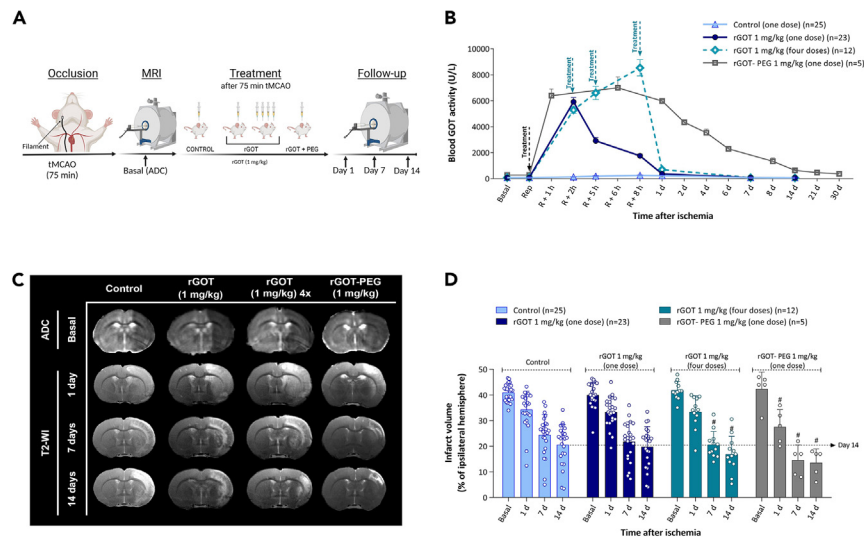 A
Occlusion
MRI
Treatment
after 75 min tMCAO
Follow-up
Filament
CONTROL
rGOT
rGOT + PEG
rGOT (1 mg/kg)
tMCAO
(75 min)
Basal (ADC)
Day 1
Day 7
Day 14
B
Control (one dose) (n=25)
rGOT 1 mg/kg (one dose) (n=23)
rGOT 1 mg/kg (four doses) (n=12)
rGOT- PEG 1 mg/kg (one dose) (n=5)
Treatment
Treatment
Treatment
Treatment
Blood GOT activity (U/L)
10000
8000
6000
4000
2000
0
Basal
Rep
R + 1 h
R + 2h
R + 5 h
R + 6 h
R + 8 h
1 d
2 d
4 d
6 d
7 d
8 d
14 d
21 d
30 d
Time after ischemia
C
Control
rGOT
(1 mg/kg)
rGOT
(1 mg/kg) 4x
rGOT-PEG
(1 mg/kg)
ADC
Basal
T2-WI
1 day
7 days
14 days
D
Control (n=25)
rGOT 1 mg/kg (one dose) (n=23)
rGOT 1 mg/kg (four doses) (n=12)
rGOT- PEG 1 mg/kg (one dose) (n=5)
Control
rGOT 1 mg/kg
(one dose)
rGOT 1 mg/kg
(four doses)
rGOT- PEG 1 mg/kg
(one dose)
Infarct volume
(% of ipsilateral hemisphere)
50
40
30
20
10
0
# # # # #
Day 14
Basal
1 d
7 d
14 d
Basal
1 d
7 d
14 d
Basal
1 d
7 d
14 d
Basal
1 d
7 d
14 d
Time after ischemia